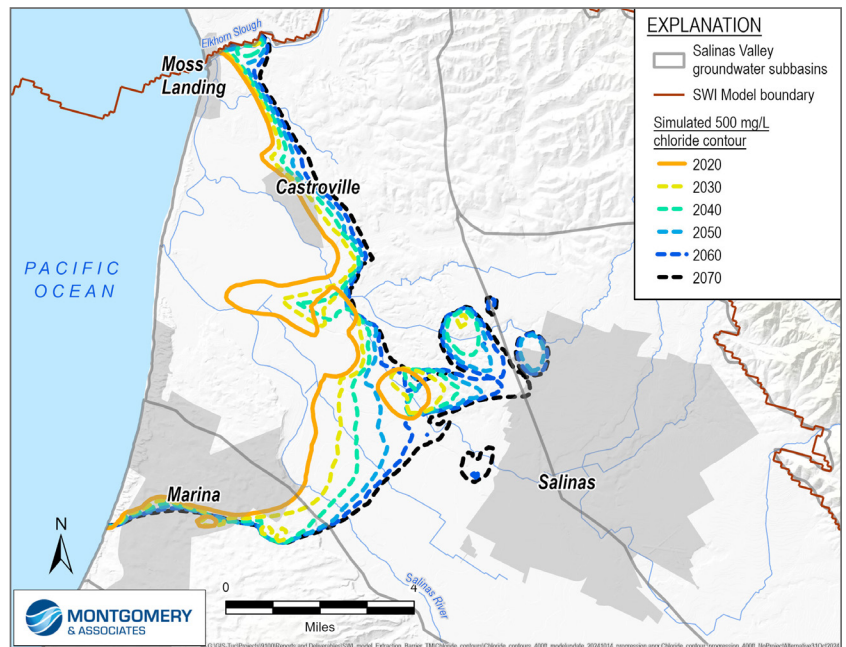 Elkhorn Slough
Moss
Landing
Castroville
PACIFIC
OCEAN
Marina
Salinas
Salinas River
N
0
4
Miles
MONTGOMERY
& ASSOCIATES
EXPLANATION
Salinas Valley
groundwater subbasins
SWI Model boundary
Simulated 500 mg/L
chloride contour
2020
2030
2040
2050
2060
2070